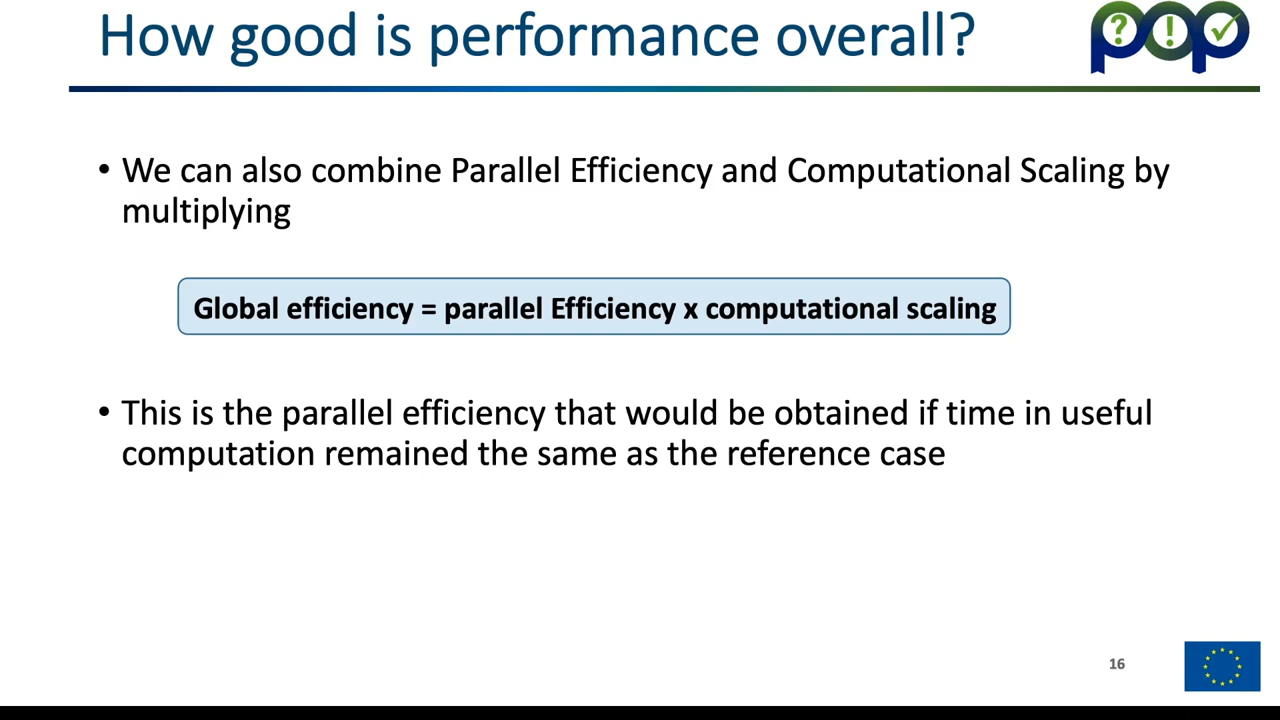 How good is performance overall?
pop
• We can also combine Parallel Efficiency and Computational Scaling by
multiplying
Global efficiency = parallel Efficiency x computational scaling
• This is the parallel efficiency that would be obtained if time in useful
computation remained the same as the reference case
16